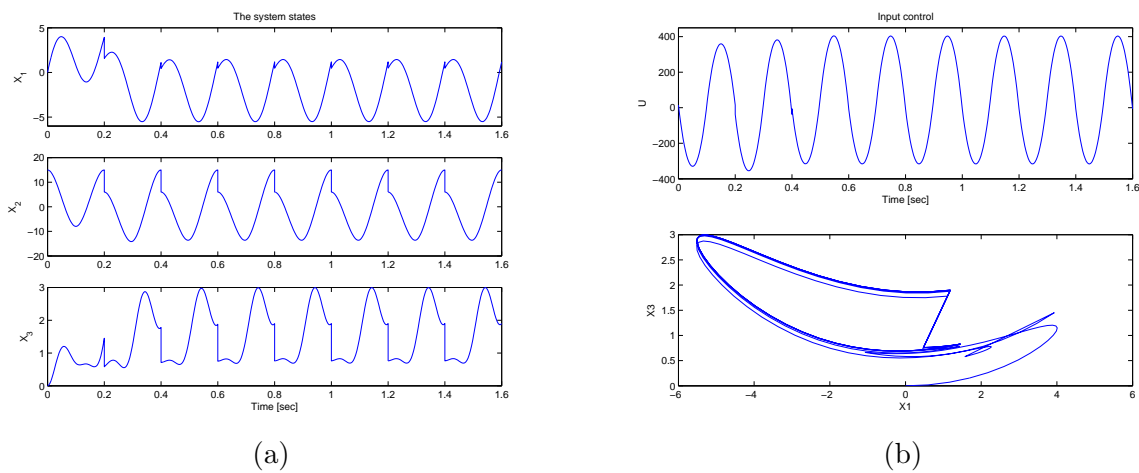 The system states
5
0
−5
X1
0 0.2 0.4 0.6 0.8 1 1.2 1.4 1.6
20
10
0
−10
−20
X2
0 0.2 0.4 0.6 0.8 1 1.2 1.4 1.6
3
2
1
0
X3
0 0.2 0.4 0.6 0.8 1 1.2 1.4 1.6
Time [sec]
(a)
Input control
400
200
0
−200
−400
U
0 0.2 0.4 0.6 0.8 1 1.2 1.4 1.6
Time [sec]
3
2.5
2
1.5
1
0.5
0
X3
−6 −4 −2 0 2 4 6
X1
(b)